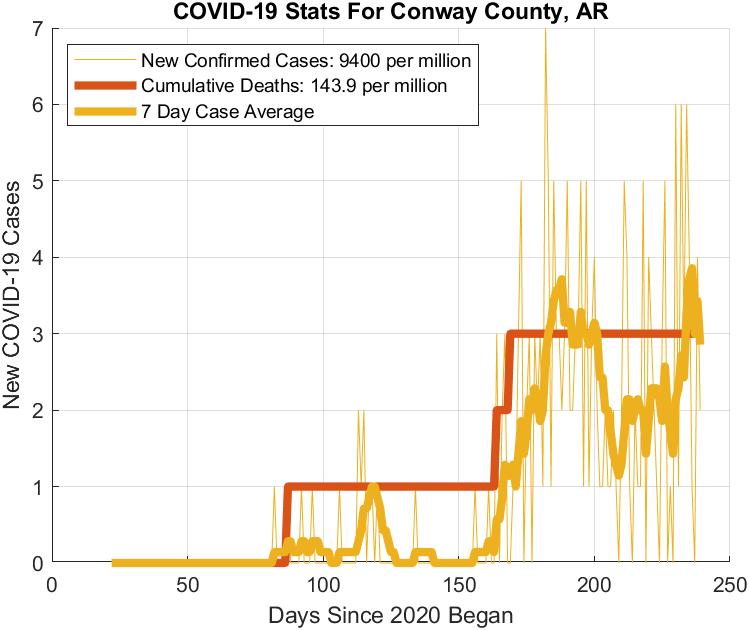 COVID-19 Stats For Conway County, AR
New Confirmed Cases: 9400 per million
Cumulative Deaths: 143.9 per million
7 Day Case Average
New COVID-19 Cases
7
6
5
4
3
2
1
0
0 50 100 150 200 250
Days Since 2020 Began